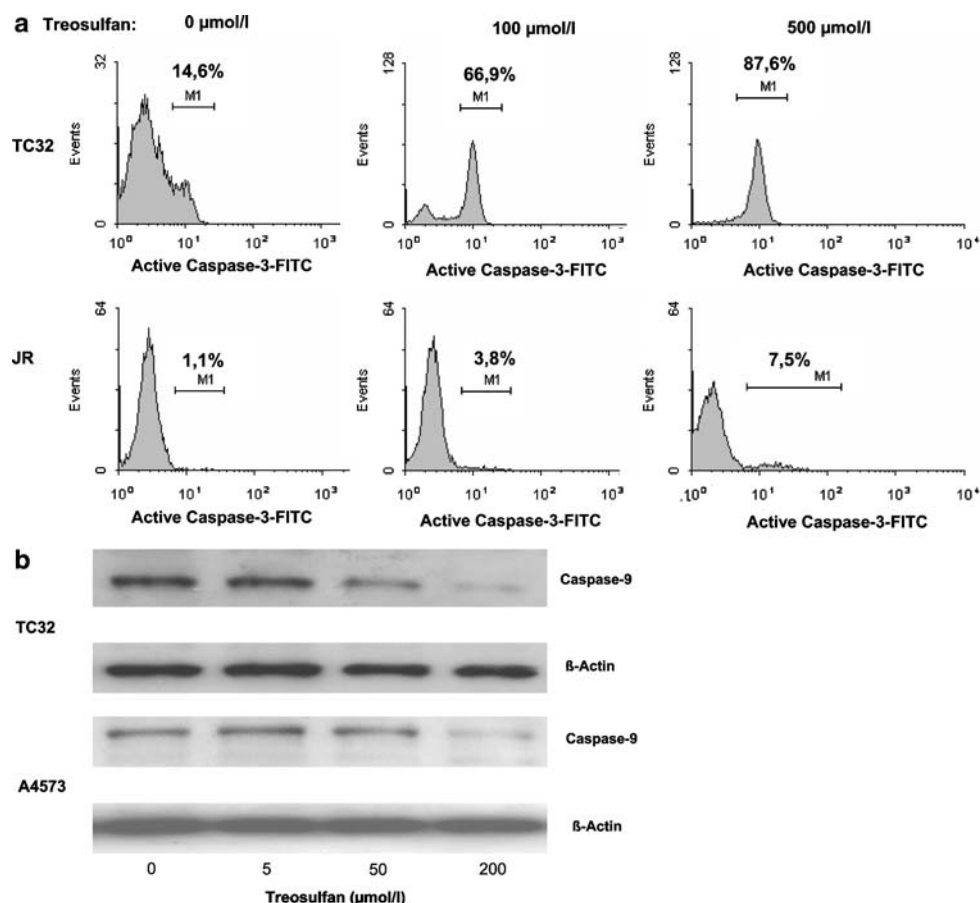 a Treosulfan: 0 µmol/l 100 µmol/l 500 µmol/l
TC32
32
14,6%
M1
Events
0
10⁰ 10¹ 10² 10³
Active Caspase-3-FITC
128
66,9%
M1
Events
0
10⁰ 10¹ 10² 10³
Active Caspase-3-FITC
128
87,6%
M1
Events
0
10⁰ 10¹ 10² 10³ 10⁴
Active Caspase-3-FITC
JR
64
1,1%
M1
Events
0
10⁰ 10¹ 10² 10³
Active Caspase-3-FITC
64
3,8%
M1
Events
0
10⁰ 10¹ 10² 10³
Active Caspase-3-FITC
64
7,5%
M1
Events
0
10⁰ 10¹ 10² 10³ 10⁴
Active Caspase-3-FITC
b
Caspase-9
TC32
ß-Actin
Caspase-9
A4573
ß-Actin
0 5 50 200
Treosulfan (µmol/l)